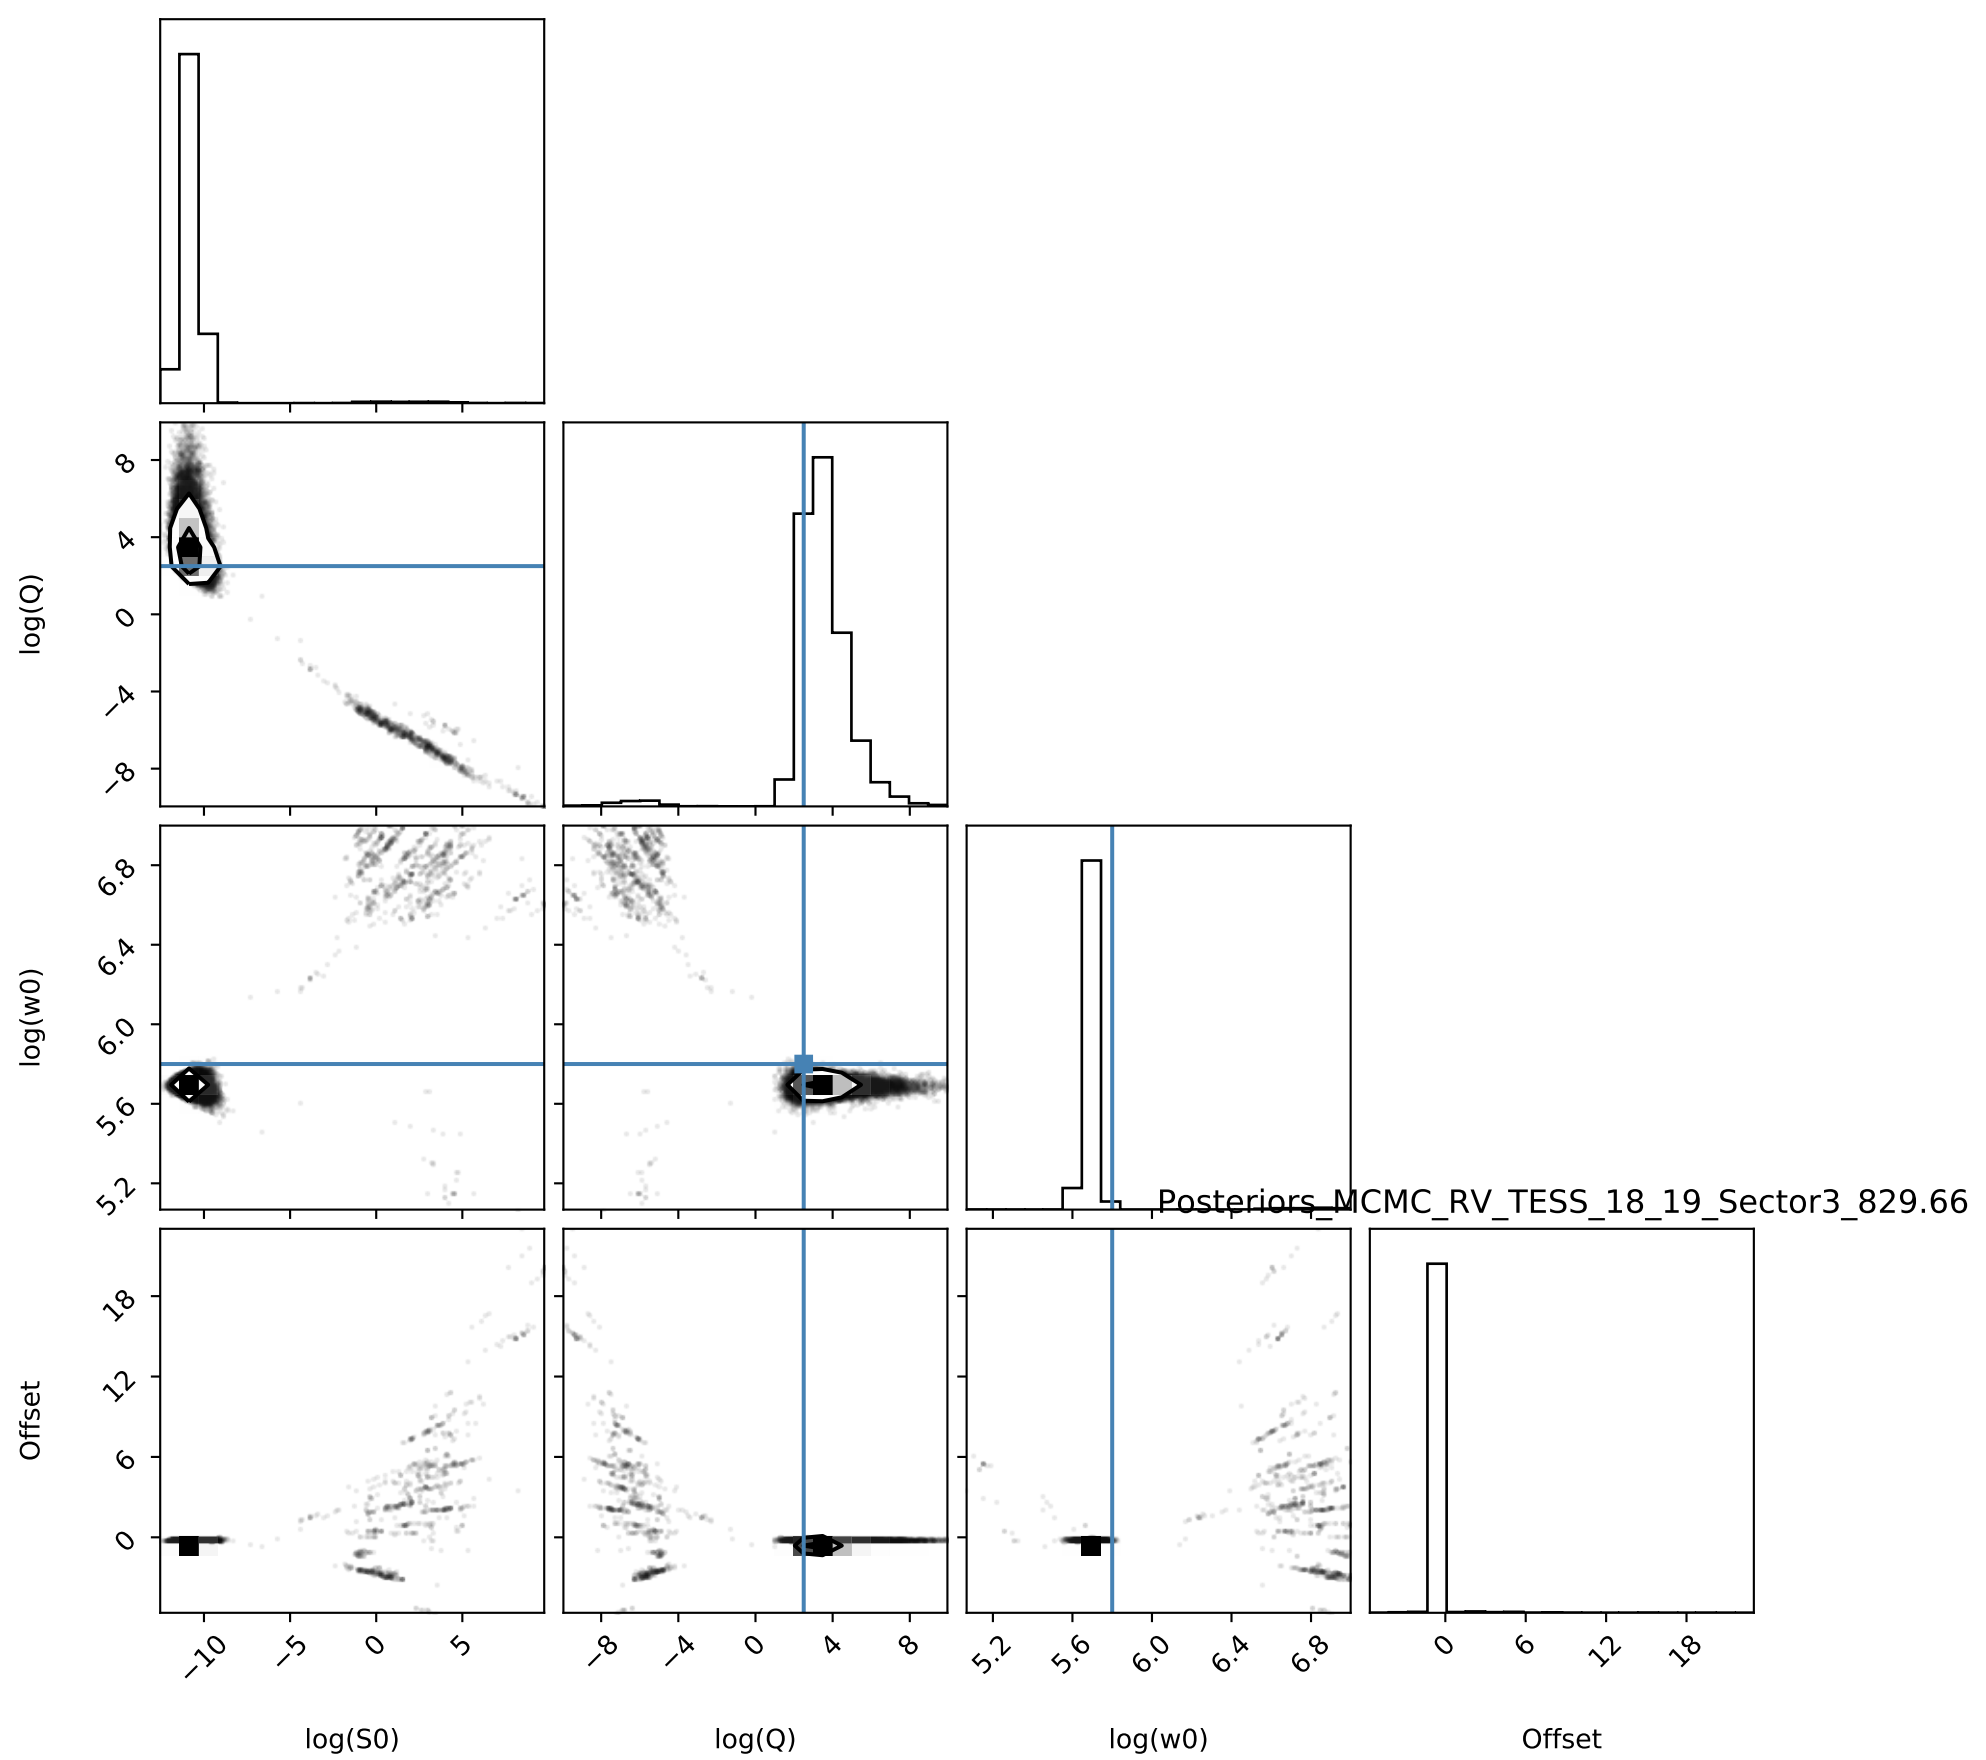 8
4
0
−4
−8
log(Q)
6.8
6.4
6.0
5.6
5.2
log(w0)
Posteriors_MCMC_RV_TESS_18_19_Sector3_829.66
18
12
6
0
Offset
−10 −5 0 5
−8 −4 0 4 8
5.2 5.6 6.0 6.4 6.8
0 6 12 18
log(S0) log(Q) log(w0) Offset